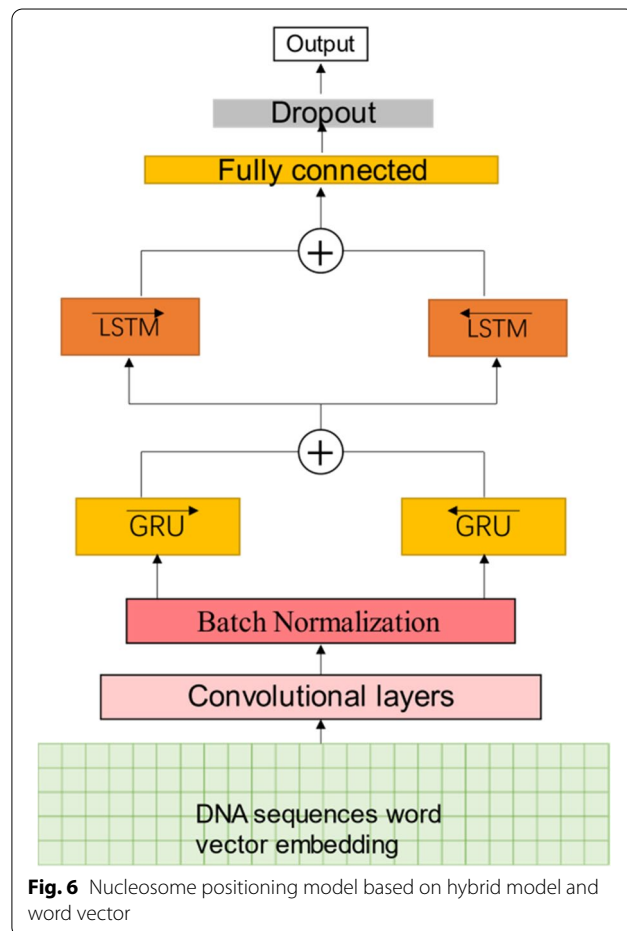 Output
Dropout
Fully connected
+
LSTM LSTM
+
GRU GRU
Batch Normalization
Convolutional layers
DNA sequences word
vector embedding
Fig. 6 Nucleosome positioning model based on hybrid model and
word vector